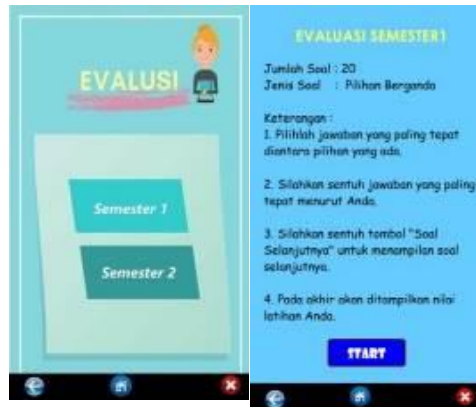 EVALUSI
Semester 1
Semester 2
EVALUASI SEMESTER1
Jumlah Soal : 20
Jenis Soal : Pilihan Berganda
Keterangan :
1. Pilihlah jawaban yang paling tepat
diantara pilihan yang ada.
2. Silahkan sentuh jawaban yang paling
tepat menurut Anda.
3. Silahkan sentuh tombol "Soal
Selanjutnya" untuk menampilan soal
selanjutnya.
4. Pada akhir akan ditampilkan nilai
latihan Anda.
START